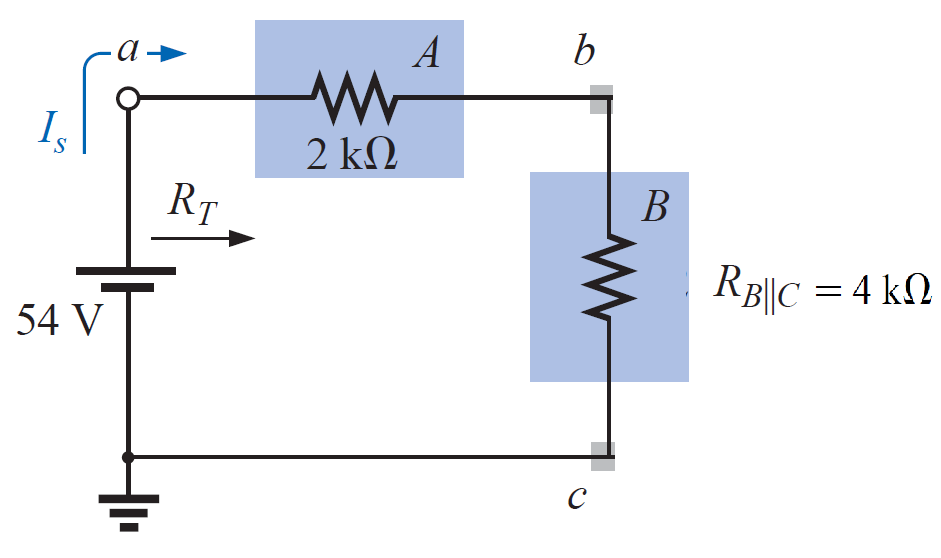 a
A
b
I_s
2 kΩ
R_T
B
R_{B||C} = 4 kΩ
54 V
c